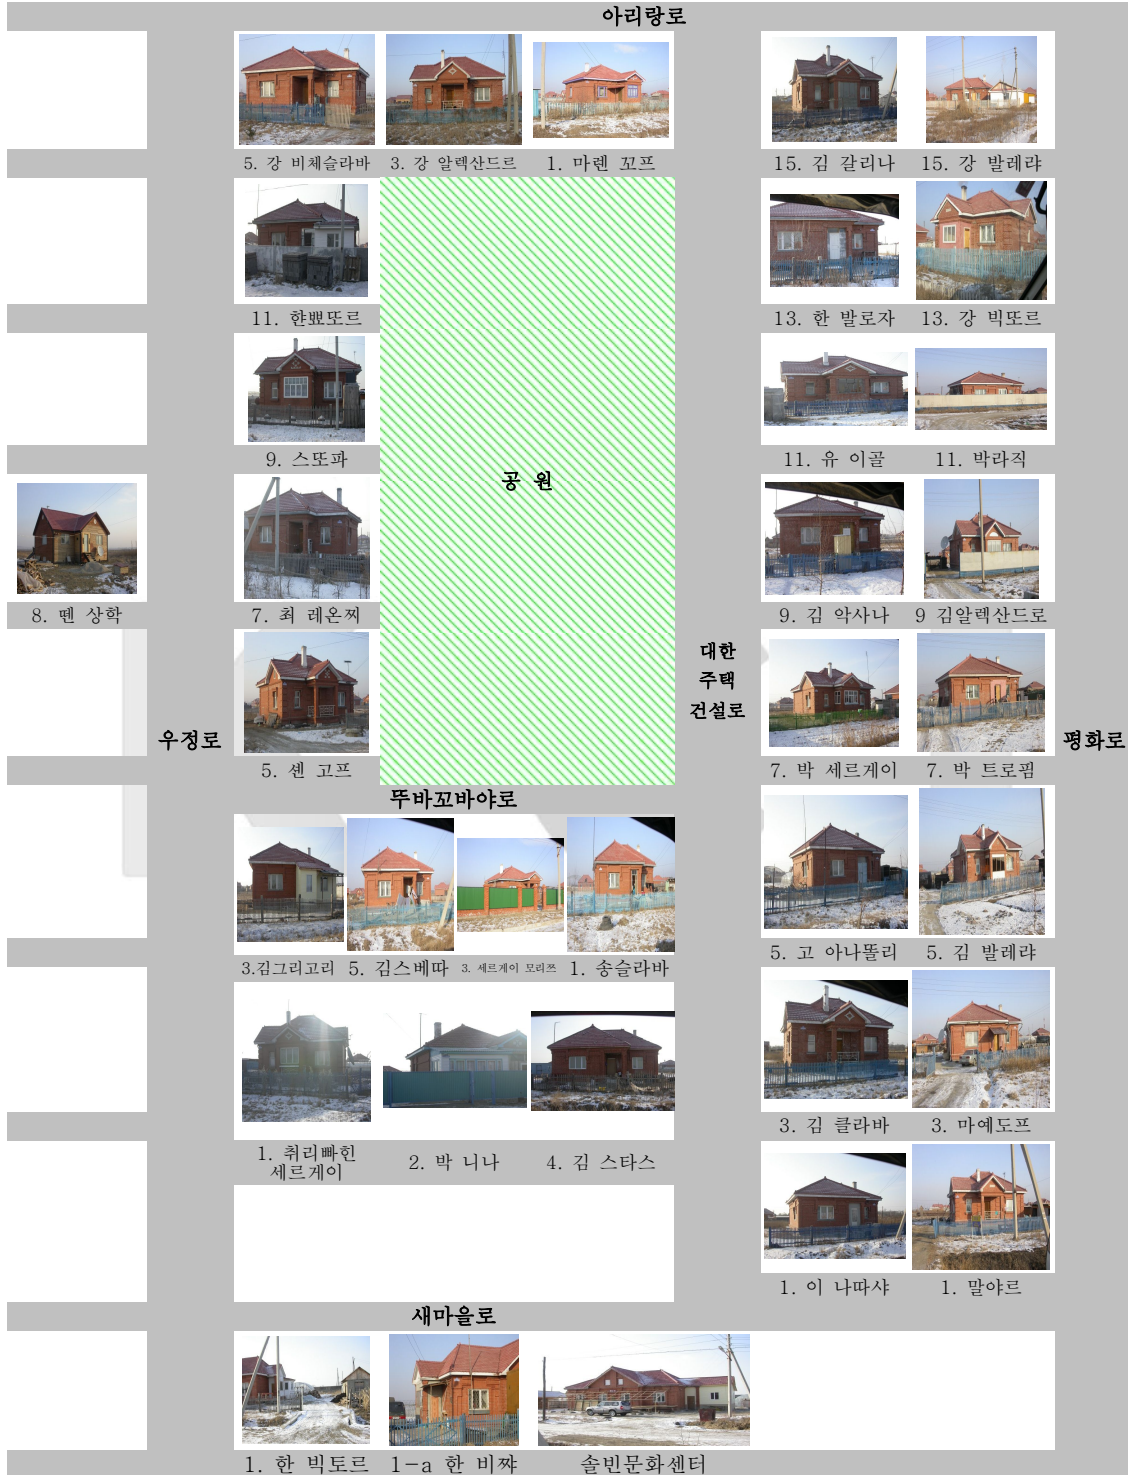 아리랑로
5. 강 비체슬라바 3. 강 알렉산드르 1. 마렌 꼬프 15. 김 갈리나 15. 강 발레랴
11. 한뾰또르 13. 한 발로자 13. 강 빅또르
9. 스또파 11. 유 이골 11. 박라직
공 원
8. 뗀 상학 7. 최 레온찌 9. 김 악사나 9 김알렉산드로
대한
주택
건설로
우정로 평화로
5. 센 고프 7. 박 세르게이 7. 박 트로핌
뚜바꼬바야로
3.김그리고리 5. 김스베따 3. 세르게이 모리쯔 1. 송슬라바 5. 고 아나똘리 5. 김 발레랴
3. 김 클라바 3. 마예도프
1. 취리빠힌
세르게이
2. 박 니나 4. 김 스타스
1. 이 나따샤 1. 말야르
새마을로
1. 한 빅토르 1-a 한 비쨔 솔빈문화센터